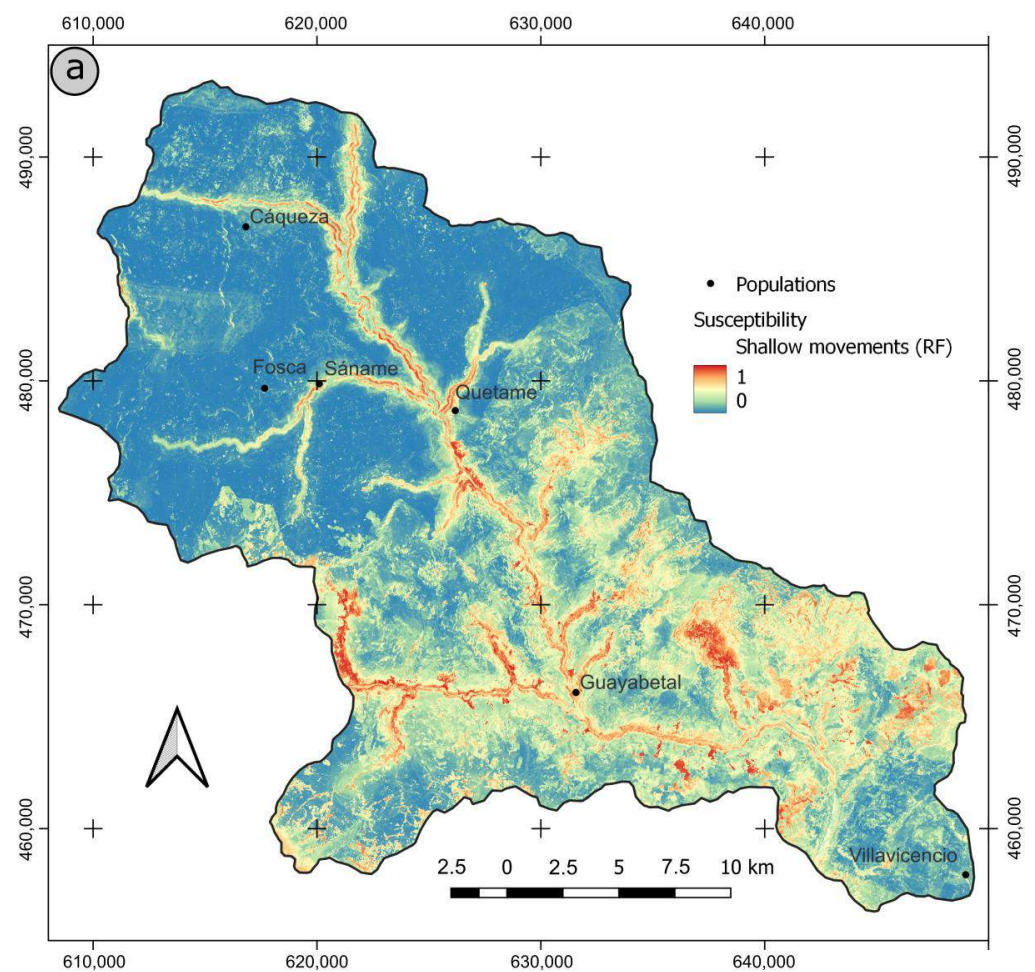 610,000 620,000 630,000 640,000
a
490,000 490,000
Cáqueza
Populations
Susceptibility
Shallow movements (RF)
1
0
Fosca Sáname
480,000 480,000
Quetame
470,000 470,000
Guayabetal
460,000 460,000
Villavicencio
2.5 0 2.5 5 7.5 10 km
610,000 620,000 630,000 640,000